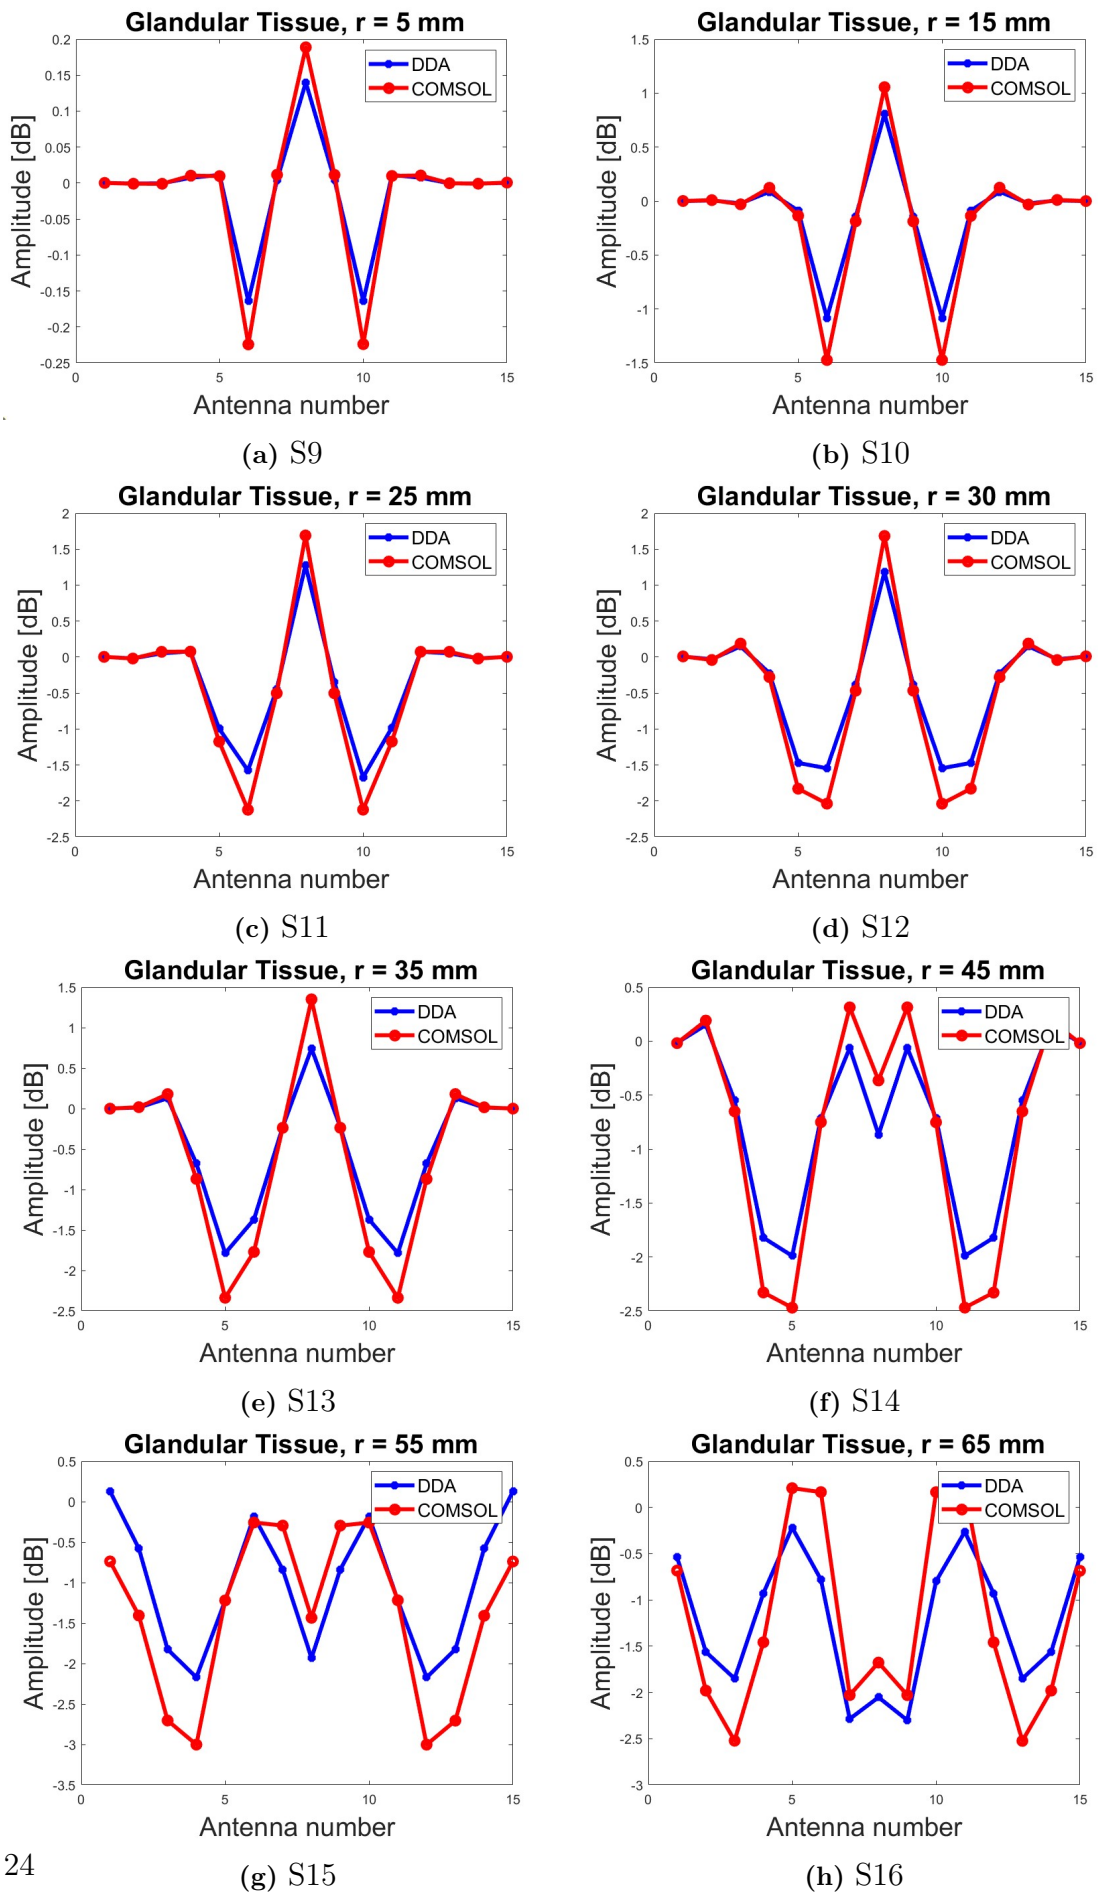 Glandular Tissue, r = 5 mm
Amplitude [dB]
0.2
0.15
0.1
0.05
0
-0.05
-0.1
-0.15
-0.2
-0.25
0 5 10 15
DDA
COMSOL
Antenna number
(a) S9
Glandular Tissue, r = 15 mm
Amplitude [dB]
1.5
1
0.5
0
-0.5
-1
-1.5
0 5 10 15
DDA
COMSOL
Antenna number
(b) S10
Glandular Tissue, r = 25 mm
Amplitude [dB]
2
1.5
1
0.5
0
-0.5
-1
-1.5
-2
-2.5
0 5 10 15
DDA
COMSOL
Antenna number
(c) S11
Glandular Tissue, r = 30 mm
Amplitude [dB]
2
1.5
1
0.5
0
-0.5
-1
-1.5
-2
-2.5
0 5 10 15
DDA
COMSOL
Antenna number
(d) S12
Glandular Tissue, r = 35 mm
Amplitude [dB]
1.5
1
0.5
0
-0.5
-1
-1.5
-2
-2.5
0 5 10 15
DDA
COMSOL
Antenna number
(e) S13
Glandular Tissue, r = 45 mm
Amplitude [dB]
0.5
0
-0.5
-1
-1.5
-2
-2.5
0 5 10 15
DDA
COMSOL
Antenna number
(f) S14
Glandular Tissue, r = 55 mm
Amplitude [dB]
0.5
0
-0.5
-1
-1.5
-2
-2.5
-3
-3.5
0 5 10 15
DDA
COMSOL
Antenna number
(g) S15
Glandular Tissue, r = 65 mm
Amplitude [dB]
0.5
0
-0.5
-1
-1.5
-2
-2.5
-3
0 5 10 15
DDA
COMSOL
Antenna number
(h) S16
24